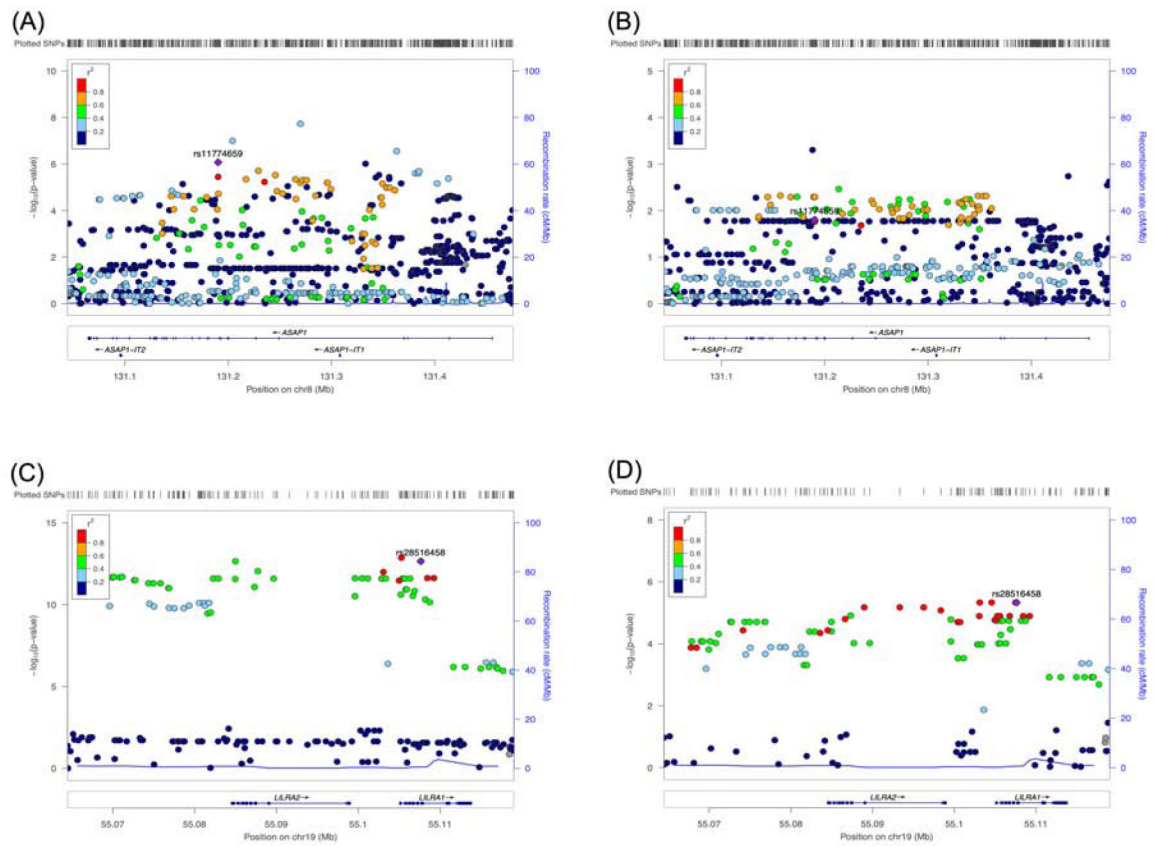 (A)
Plotted SNPs
10
8
6
4
2
0
− log10(p−value)
r2
0.8
0.6
0.4
0.2
rs11774659
100
80
60
40
20
0
Recombination rate (cM/Mb)
←ASAP1
←ASAP1−IT2
←ASAP1−IT1
131.1
131.2
131.3
131.4
Position on chr8 (Mb)
(B)
Plotted SNPs
5
4
3
2
1
0
− log10(p−value)
r2
0.8
0.6
0.4
0.2
rs11774659
100
80
60
40
20
0
Recombination rate (cM/Mb)
←ASAP1
←ASAP1−IT2
←ASAP1−IT1
131.1
131.2
131.3
131.4
Position on chr8 (Mb)
(C)
Plotted SNPs
15
10
5
0
− log10(p−value)
r2
0.8
0.6
0.4
0.2
rs28516458
100
80
60
40
20
0
Recombination rate (cM/Mb)
LILRA2→
LILRA1→
55.07
55.08
55.09
55.1
55.11
Position on chr19 (Mb)
(D)
Plotted SNPs
8
6
4
2
0
− log10(p−value)
r2
0.8
0.6
0.4
0.2
rs28516458
100
80
60
40
20
0
Recombination rate (cM/Mb)
LILRA2→
LILRA1→
55.07
55.08
55.09
55.1
55.11
Position on chr19 (Mb)